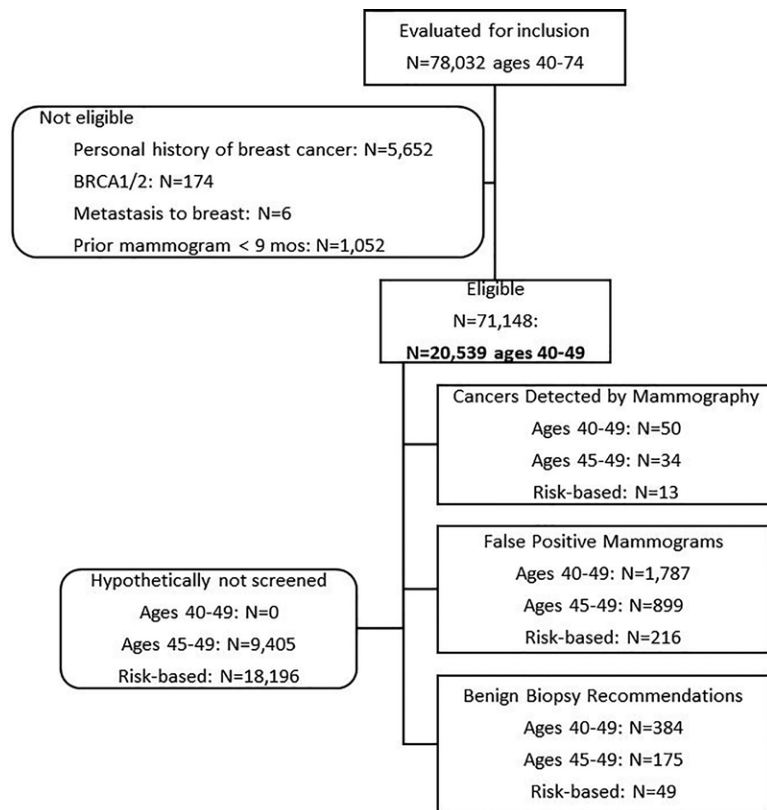 Evaluated for inclusion
N=78,032 ages 40-74
Not eligible
Personal history of breast cancer: N=5,652
BRCA1/2: N=174
Metastasis to breast: N=6
Prior mammogram < 9 mos: N=1,052
Eligible
N=71,148:
N=20,539 ages 40-49
Cancers Detected by Mammography
Ages 40-49: N=50
Ages 45-49: N=34
Risk-based: N=13
False Positive Mammograms
Ages 40-49: N=1,787
Ages 45-49: N=899
Risk-based: N=216
Hypothetically not screened
Ages 40-49: N=0
Ages 45-49: N=9,405
Risk-based: N=18,196
Benign Biopsy Recommendations
Ages 40-49: N=384
Ages 45-49: N=175
Risk-based: N=49